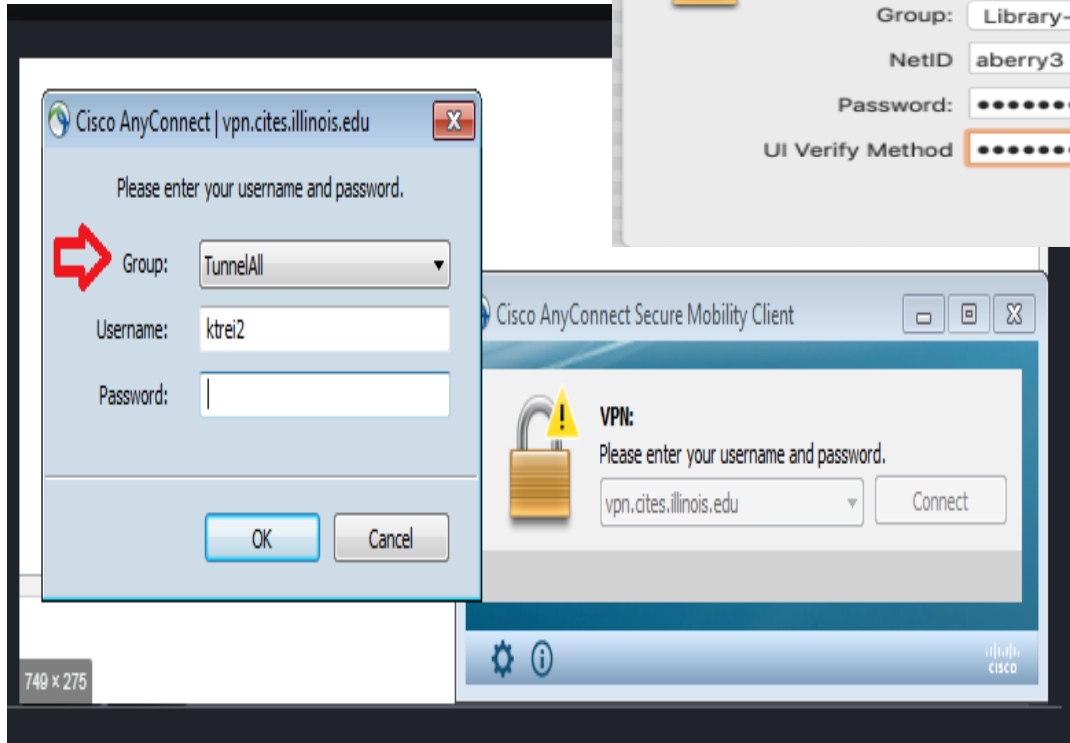 Group: Library-
NetID aberry3
Password: •••••••
UI Verify Method •••••••
Cisco AnyConnect | vpn.cites.illinois.edu
Please enter your username and password.
Group: TunnelAll
Username: ktrei2
Password:
OK Cancel
Cisco AnyConnect Secure Mobility Client
VPN:
Please enter your username and password.
vpn.cites.illinois.edu Connect
CISCO
749 × 275